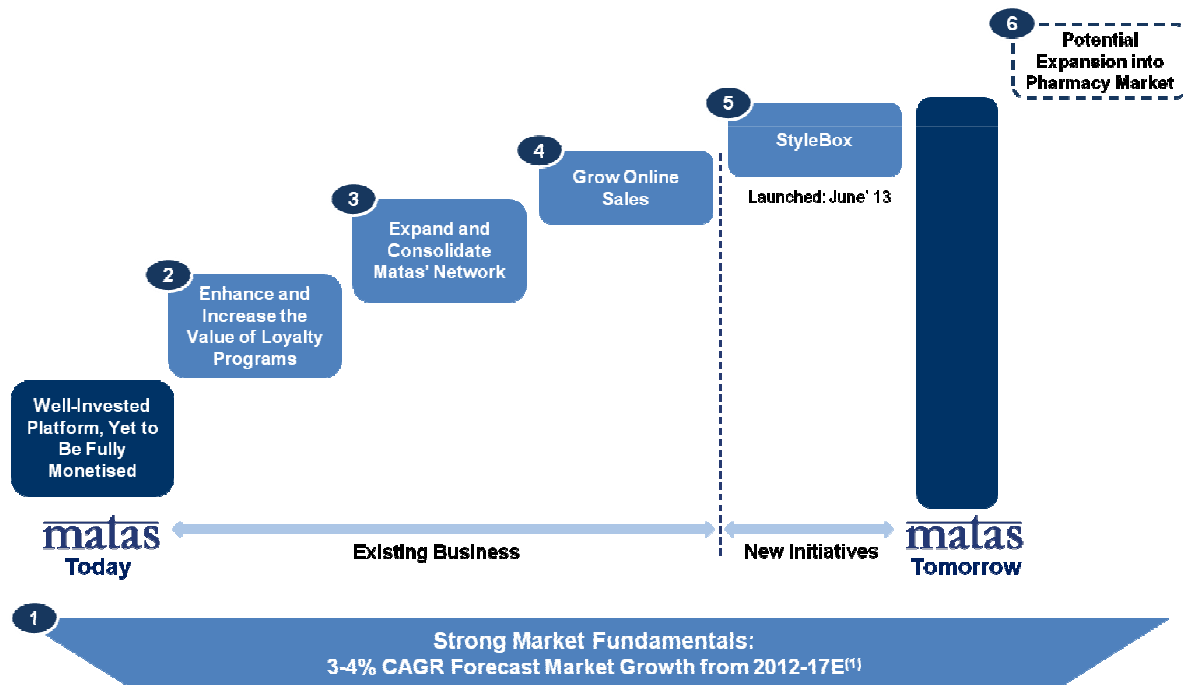 6
Potential
Expansion into
Pharmacy Market
5
StyleBox
Launched: June' 13
4
Grow Online
Sales
3
Expand and
Consolidate
Matas' Network
2
Enhance and
Increase the
Value of Loyalty
Programs
Well-Invested
Platform, Yet to
Be Fully
Monetised
matas
Today
Existing Business
New Initiatives
matas
Tomorrow
1
Strong Market Fundamentals:
3-4% CAGR Forecast Market Growth from 2012-17E(1)